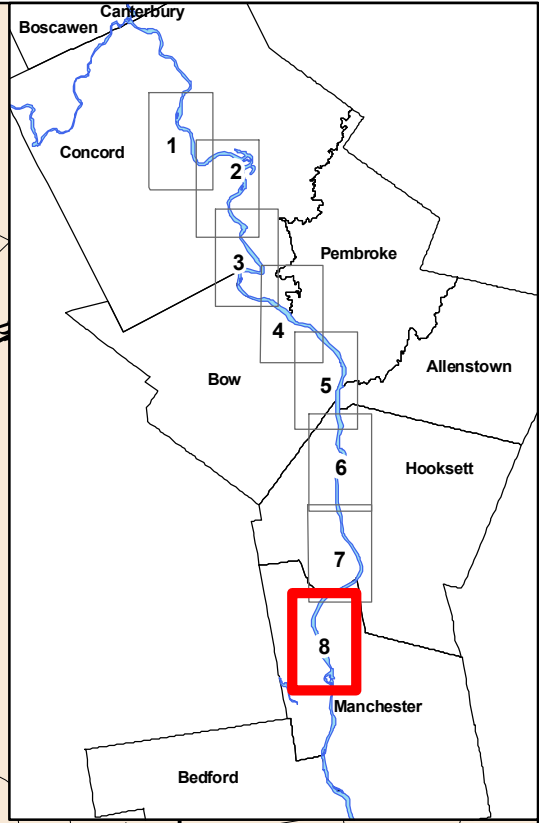 Canterbury
Boscawen
Concord
1
2
Pembroke
3
4
Allenstown
Bow
5
6
Hooksett
7
8
Manchester
Bedford